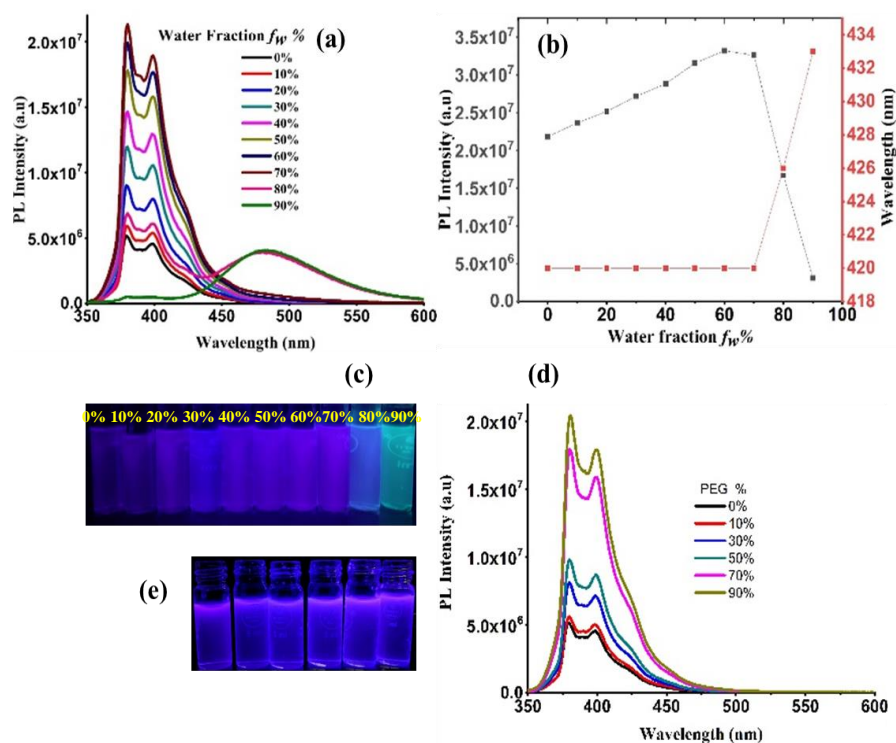 (a)
Water Fraction fw %
0%
10%
20%
30%
40%
50%
60%
70%
80%
90%
PL Intensity (a.u)
2.0x10⁷
1.5x10⁷
1.0x10⁷
5.0x10⁶
0.0
350 400 450 500 550 600
Wavelength (nm)
(b)
PL Intensity (a.u)
3.5x10⁷
3.0x10⁷
2.5x10⁷
2.0x10⁷
1.5x10⁷
1.0x10⁷
5.0x10⁶
0.0
0 20 40 60 80 100
Water fraction fw%
434
432
430
428
426
424
422
420
418
Wavelength (nm)
(c)
0% 10% 20% 30% 40% 50% 60% 70% 80% 90%
(e)
(d)
PEG %
0%
10%
30%
50%
70%
90%
PL Intensity (a.u)
2.0x10⁷
1.5x10⁷
1.0x10⁷
5.0x10⁶
0.0
350 400 450 500 550 600
Wavelength (nm)